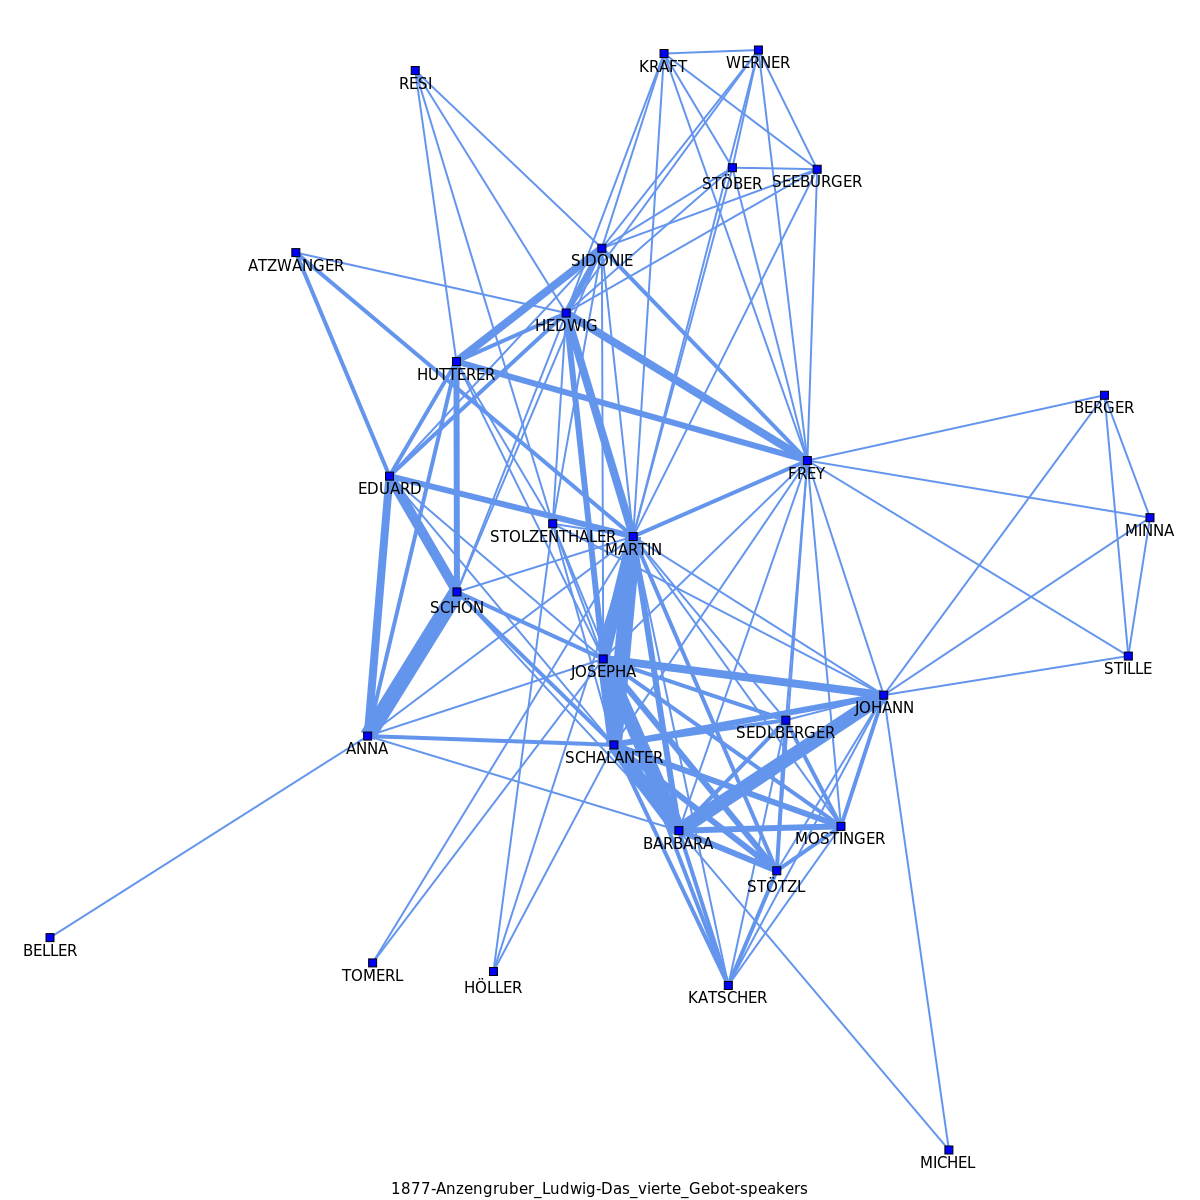 WERNER
KRAFT
RESI
STÖBER
SEEBURGER
SIDONIE
ATZWANGER
HEDWIG
HUTTERER
BERGER
FREY
EDUARD
MINNA
STOLZENTHALER
MARTIN
SCHÖN
STILLE
JOSEPHA
JOHANN
SEDLBERGER
ANNA
SCHALANTER
MOSTINGER
BARBARA
STÖTZL
BELLER
TOMERL
HÖLLER
KATSCHER
MICHEL
1877-Anzengruber_Ludwig-Das_vierte_Gebot-speakers